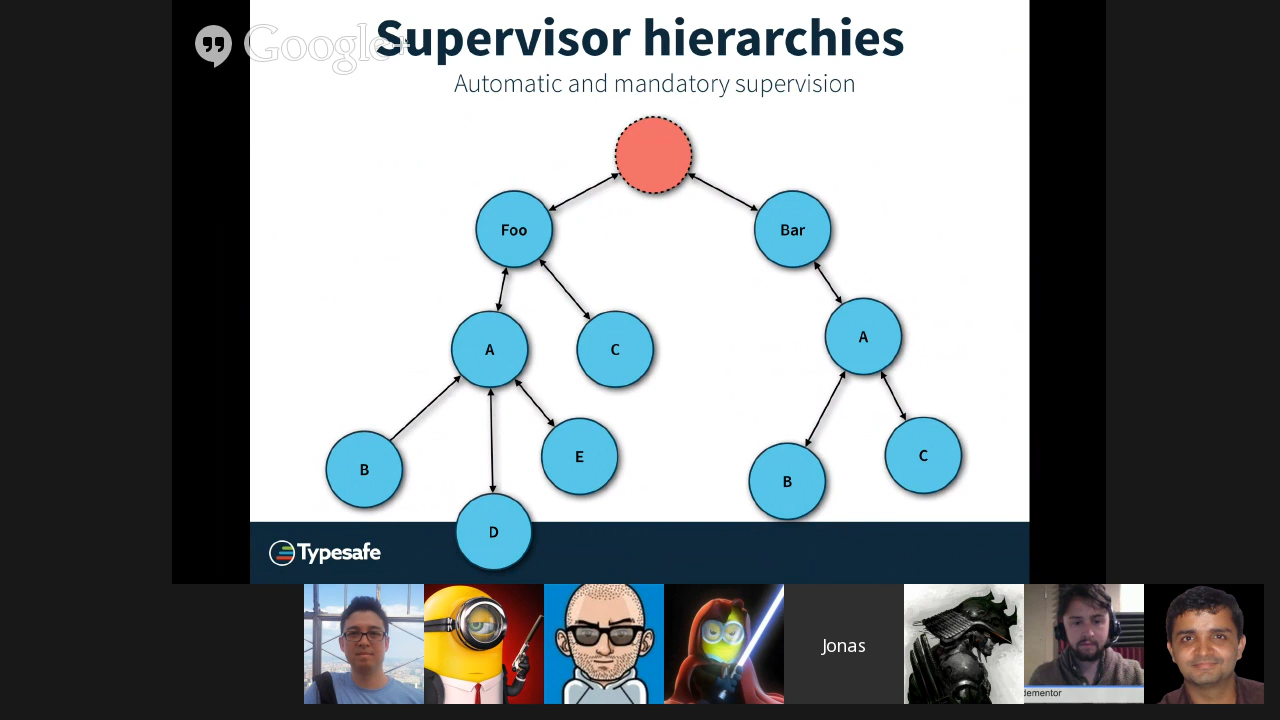 Google+
Supervisor hierarchies
Automatic and mandatory supervision
Foo
Bar
A
C
A
B
E
B
C
D
Typesafe
Jonas
dementor